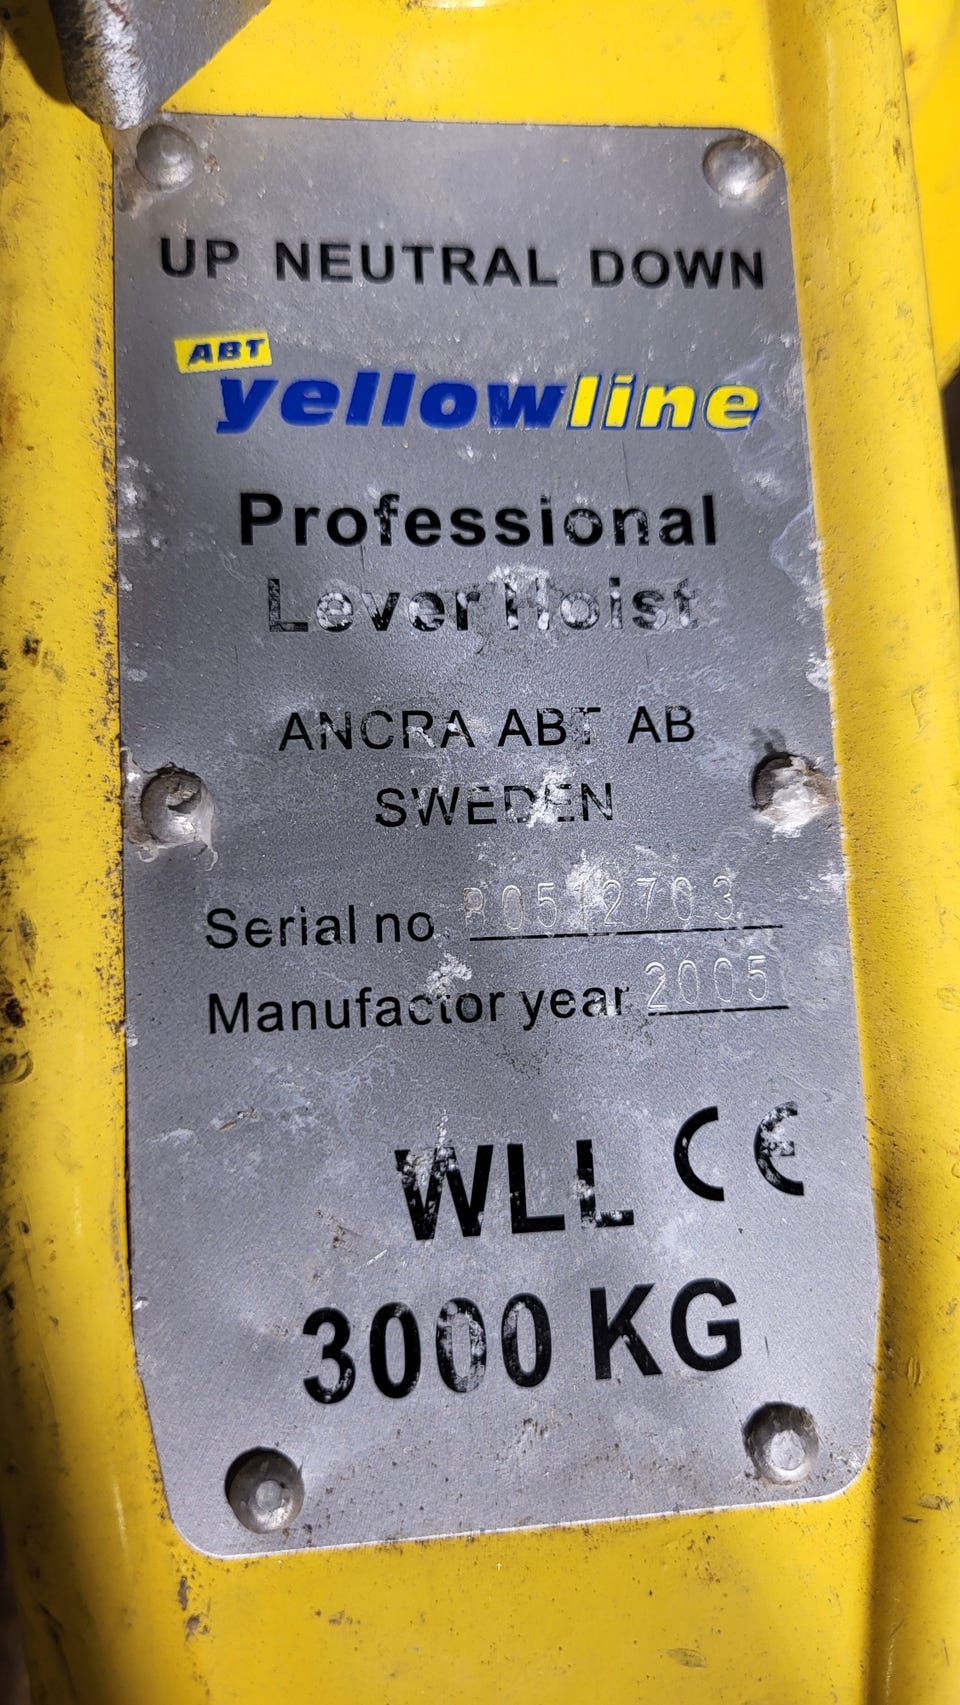 UP NEUTRAL DOWN
ABT
yellowline
Professional
Lever Hoist
ANCRA ABT AB
SWEDEN
Serial no 80512703
Manufactor year 2005
CE
WLL
3000 KG